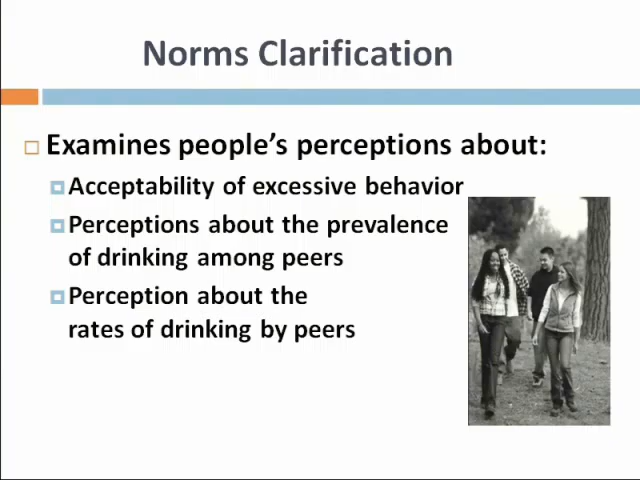 Norms Clarification
Examines people's perceptions about:
Acceptability of excessive behavior
Perceptions about the prevalence
of drinking among peers
Perception about the
rates of drinking by peers